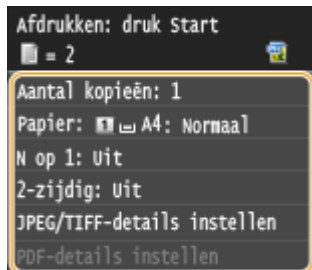 Afdrukken: druk Start
= 2
Aantal kopieën: 1
Papier: 1 A4: Normaal
N op 1: Uit
2-zijdig: Uit
JPEG/TIFF-details instellen
PDF-details instellen